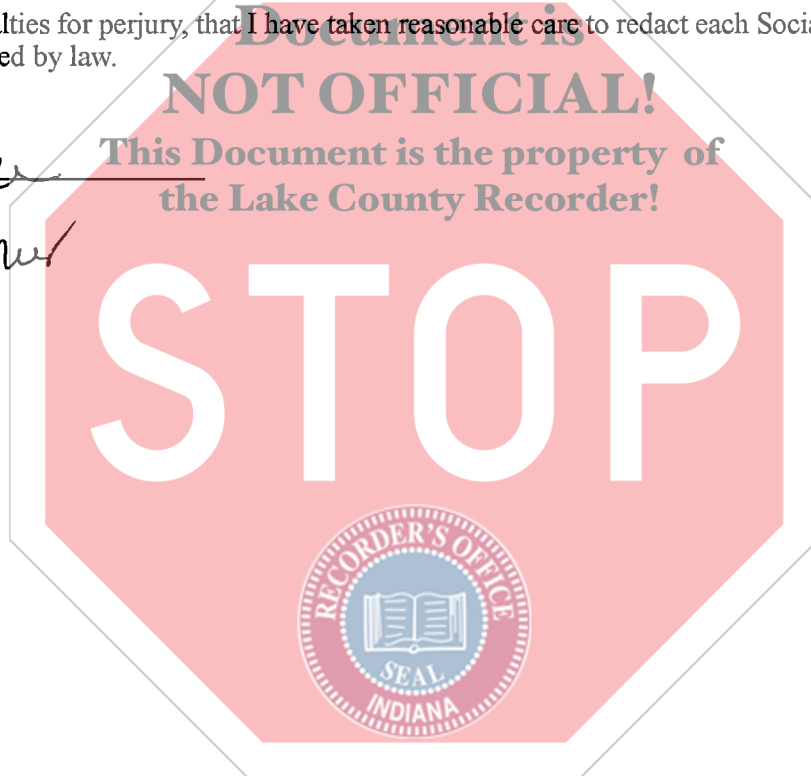 Document is
lties for perjury, that I have taken reasonable care to redact each Socia
ed by law.
NOT OFFICIAL!
This Document is the property of
the Lake County Recorder!
STOP
RECORDER'S OFFICE
SEAL
INDIANA